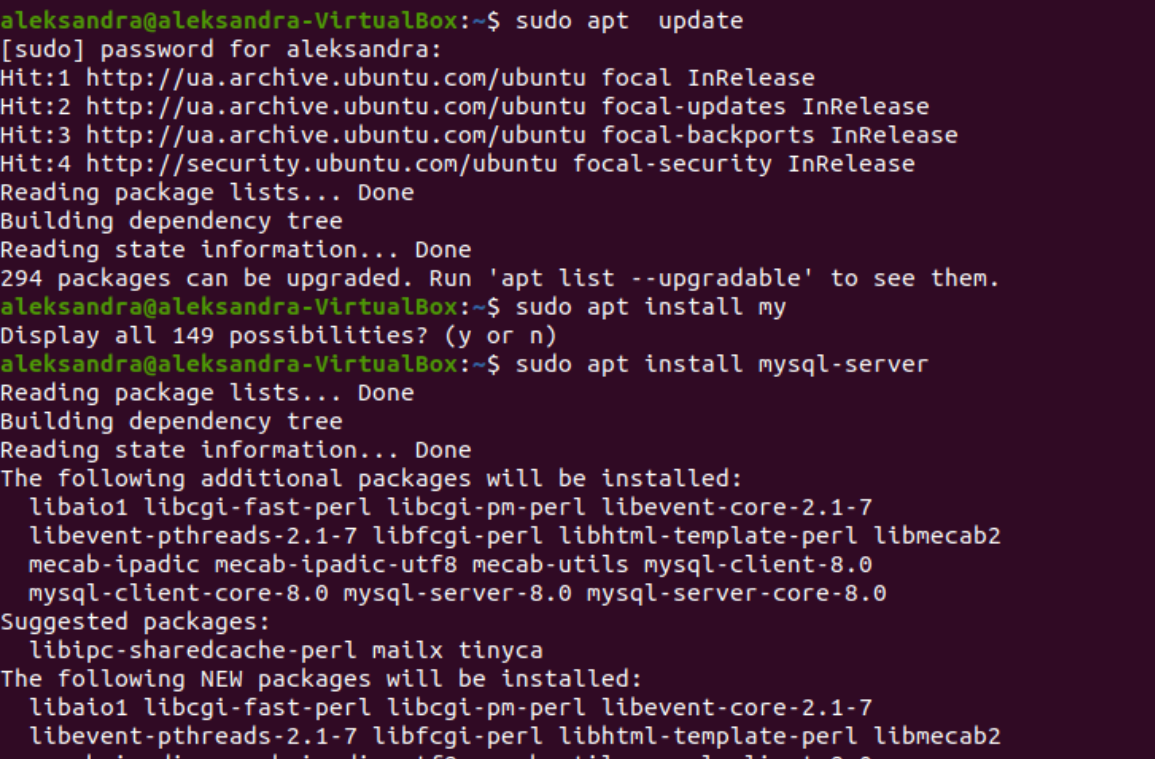 aleksandra@aleksandra-VirtualBox:~$ sudo apt  update
[sudo] password for aleksandra:
Hit:1 http://ua.archive.ubuntu.com/ubuntu focal InRelease
Hit:2 http://ua.archive.ubuntu.com/ubuntu focal-updates InRelease
Hit:3 http://ua.archive.ubuntu.com/ubuntu focal-backports InRelease
Hit:4 http://security.ubuntu.com/ubuntu focal-security InRelease
Reading package lists... Done
Building dependency tree
Reading state information... Done
294 packages can be upgraded. Run 'apt list --upgradable' to see them.
aleksandra@aleksandra-VirtualBox:~$ sudo apt install my
Display all 149 possibilities? (y or n)
aleksandra@aleksandra-VirtualBox:~$ sudo apt install mysql-server
Reading package lists... Done
Building dependency tree
Reading state information... Done
The following additional packages will be installed:
  libaio1 libcgi-fast-perl libcgi-pm-perl libevent-core-2.1-7
  libevent-pthreads-2.1-7 libfcgi-perl libhtml-template-perl libmecab2
  mecab-ipadic mecab-ipadic-utf8 mecab-utils mysql-client-8.0
  mysql-client-core-8.0 mysql-server-8.0 mysql-server-core-8.0
Suggested packages:
  libipc-sharedcache-perl mailx tinyca
The following NEW packages will be installed:
  libaio1 libcgi-fast-perl libcgi-pm-perl libevent-core-2.1-7
  libevent-pthreads-2.1-7 libfcgi-perl libhtml-template-perl libmecab2